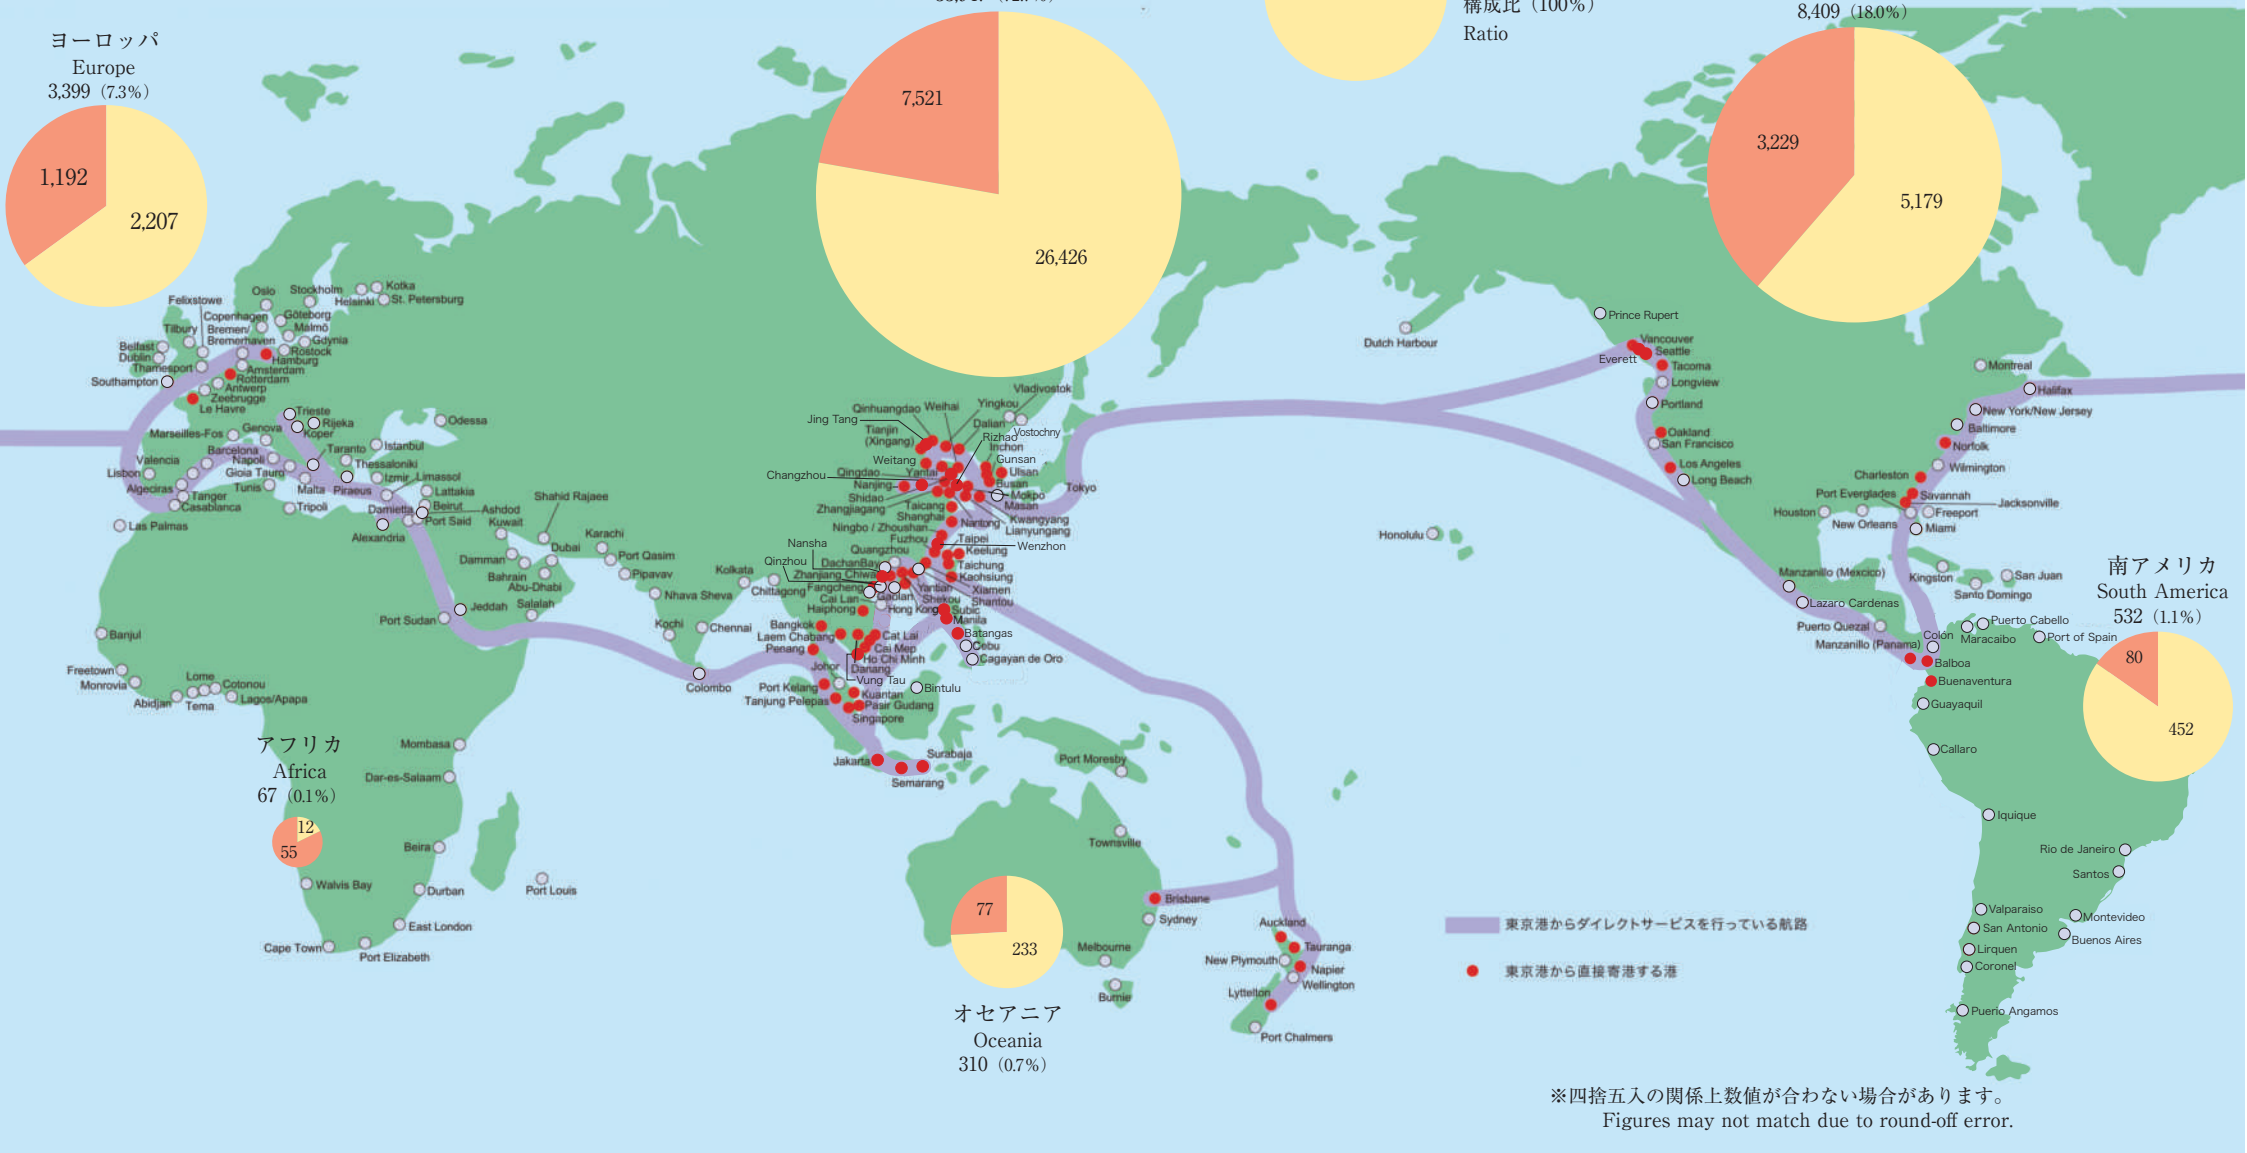 構成比（100%）
Ratio
8,409（18.0%）
ヨーロッパ
Europe
3,399（7.3%）
1,192
2,207
7,521
26,426
3,229
5,179
Oslo
Stockholm
Helsinki
Kotka
St. Petersburg
Felixstowe
Copenhagen
Göteborg
Tilbury
Bremen/
Bremerhaven
Malmö
Gdynia
Belfast
Dublin
Rostock
Hamburg
Thamesport
Amsterdam
Southampton
Rotterdam
Antwerp
Zeebrugge
Le Havre
Trieste
Rijeka
Koper
Genova
Marseilles-Fos
Odessa
Barcelona
Valencia
Napoli
Taranto
Istanbul
Lisbon
Gioia Tauro
Thessaloniki
Algeciras
Tunis
Malta
Piraeus
Izmir
Limassol
Tanger
Casablanca
Tripoli
Lattakia
Beirut
Damietta
Port Said
Ashdod
Las Palmas
Alexandria
Kuwait
Shahid Rajaee
Damman
Dubai
Karachi
Bahrain
Abu-Dhabi
Port Qasim
Pipavav
Salalah
Jeddah
Port Sudan
Nhava Sheva
Kolkata
Chittagong
Kochi
Chennai
Colombo
Banjul
Freetown
Monrovia
Abidjan
Tema
Lome
Cotonou
Lagos/Apapa
アフリカ
Africa
67（0.1%）
12
55
Mombasa
Dar-es-Salaam
Beira
Walvis Bay
Durban
Port Louis
East London
Cape Town
Port Elizabeth
Vladivostok
Vostochny
Qinhuangdao
Weihai
Yingkou
Jing Tang
Tianjin
(Xingang)
Dalian
Rizhao
Inchon
Weitang
Gunsan
Changzhou
Qingdao
Yantai
Ulsan
Nanjing
Busan
Shidao
Mokpo
Masan
Zhangjiagang
Taicang
Shanghai
Kwangyang
Nantong
Lianyungang
Tokyo
Ningbo / Zhoushan
Fuzhou
Taipei
Wenzhon
Nansha
Quangzhou
Keelung
Qinzhou
DachanBay
Taichung
Zhanjiang
Chiwan
Kaohsiung
Fangcheng
Yantian
Xiamen
Cai Lan
Gaolan
Shekou
Shantou
Haiphong
Hong Kong
Subic
Manila
Bangkok
Laem Chabang
Cat Lai
Batangas
Penang
Cai Mep
Cebu
Ho Chi Minh
Cagayan de Oro
Johor
Danang
Vung Tau
Port Kelang
Kuantan
Bintulu
Tanjung Pelepas
Pasir Gudang
Singapore
Jakarta
Surabaja
Semarang
Port Moresby
Townsville
Brisbane
Sydney
Melbourne
Burnie
Auckland
Tauranga
New Plymouth
Napier
Wellington
Lyttelton
Port Chalmers
77
233
オセアニア
Oceania
310（0.7%）
Dutch Harbour
Honolulu
Prince Rupert
Vancouver
Everett
Seattle
Tacoma
Longview
Portland
Oakland
San Francisco
Los Angeles
Long Beach
Montreal
Halifax
New York/New Jersey
Baltimore
Norfolk
Wilmington
Charleston
Port Everglades
Savannah
Jacksonville
Houston
New Orleans
Freeport
Miami
Manzanillo (Mexcico)
Lazaro Cardenas
Kingston
San Juan
Santo Domingo
Puerto Quezal
Puerto Cabello
Colón
Maracaibo
Port of Spain
Manzanillo (Panama)
Balboa
Buenaventura
Guayaquil
Callaro
Iquique
Rio de Janeiro
Santos
Valparaiso
Montevideo
San Antonio
Buenos Aires
Lirquen
Coronel
Puerio Angamos
南アメリカ
South America
532（1.1%）
80
452
東京港からダイレクトサービスを行っている航路
東京港から直接寄港する港
※四捨五入の関係上数値が合わない場合があります。
Figures may not match due to round-off error.